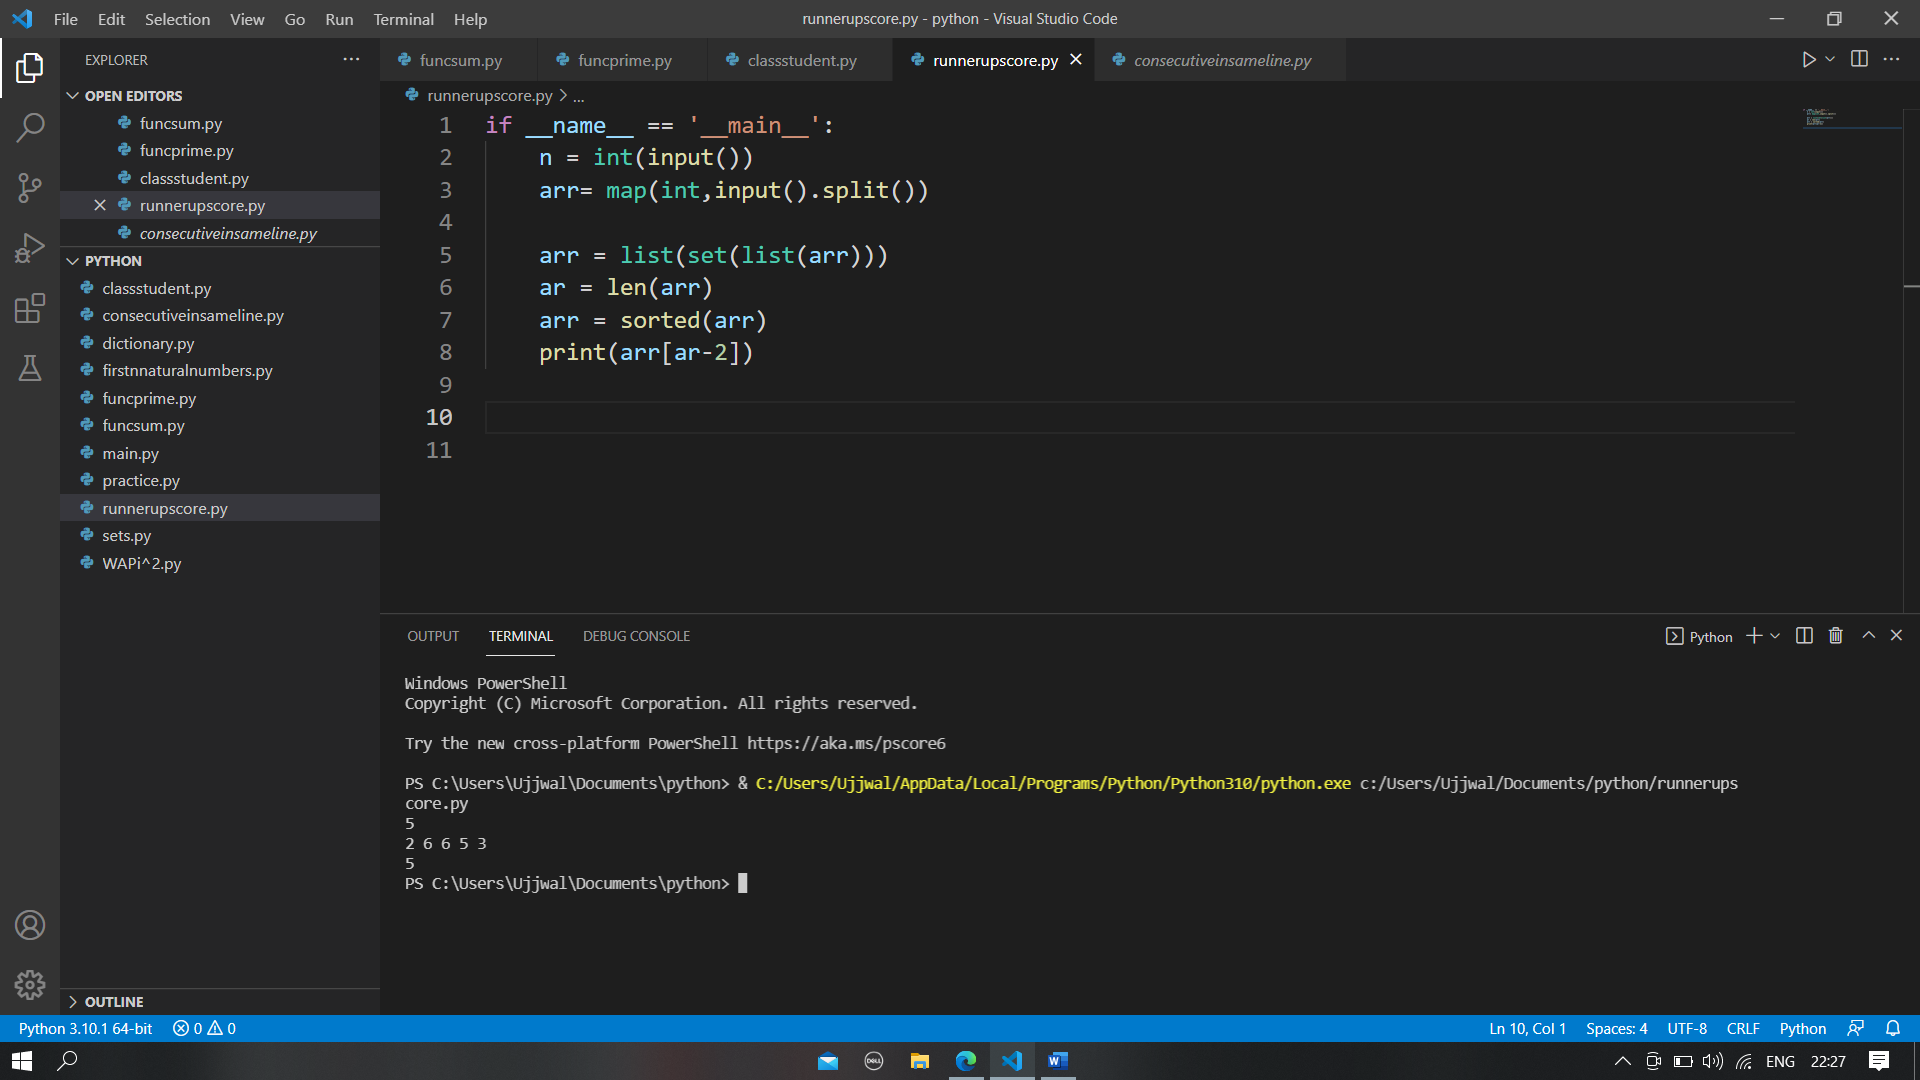 File Edit Selection View Go Run Terminal Help
runnerupscore.py - python - Visual Studio Code
EXPLORER
OPEN EDITORS
funcsum.py
funcprime.py
classstudent.py
runnerupscore.py
consecutiveinsameline.py
PYTHON
classstudent.py
consecutiveinsameline.py
dictionary.py
firstnnaturalnumbers.py
funcprime.py
funcsum.py
main.py
practice.py
runnerupscore.py
sets.py
WAPi^2.py
OUTLINE
funcsum.py funcprime.py classstudent.py runnerupscore.py consecutiveinsameline.py
runnerupscore.py > ...
1 if __name__ == '__main__':
2     n = int(input())
3     arr= map(int,input().split())
4
5     arr = list(set(list(arr)))
6     ar = len(arr)
7     arr = sorted(arr)
8     print(arr[ar-2])
9
10
11
OUTPUT TERMINAL DEBUG CONSOLE
Python
Windows PowerShell
Copyright (C) Microsoft Corporation. All rights reserved.
Try the new cross-platform PowerShell https://aka.ms/pscore6
PS C:\Users\Ujjwal\Documents\python> & C:/Users/Ujjwal/AppData/Local/Programs/Python/Python310/python.exe c:/Users/Ujjwal/Documents/python/runnerups
core.py
5
2 6 6 5 3
5
PS C:\Users\Ujjwal\Documents\python>
Python 3.10.1 64-bit 0 0 Ln 10, Col 1 Spaces: 4 UTF-8 CRLF Python
DELL W ENG 22:27